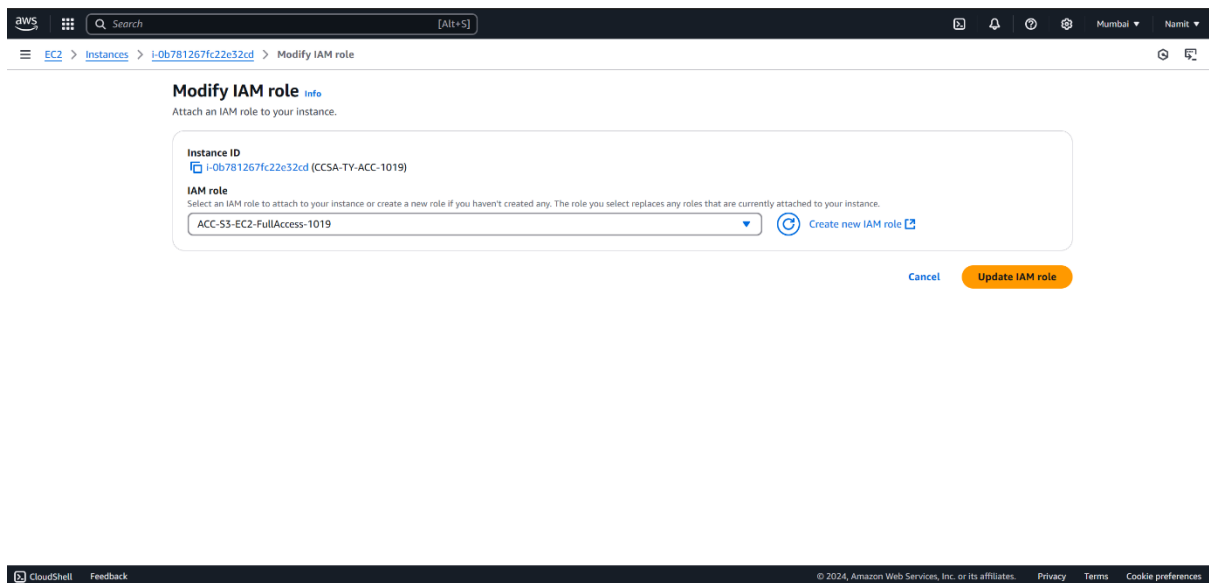 aws Search [Alt+S] Mumbai Namit
EC2 > Instances > i-0b781267fc22e32cd > Modify IAM role
Modify IAM role Info
Attach an IAM role to your instance.
Instance ID
i-0b781267fc22e32cd (CCSA-TY-ACC-1019)
IAM role
Select an IAM role to attach to your instance or create a new role if you haven't created any. The role you select replaces any roles that are currently attached to your instance.
ACC-S3-EC2-FullAccess-1019 Create new IAM role
Cancel Update IAM role
CloudShell Feedback © 2024, Amazon Web Services, Inc. or its affiliates. Privacy Terms Cookie preferences